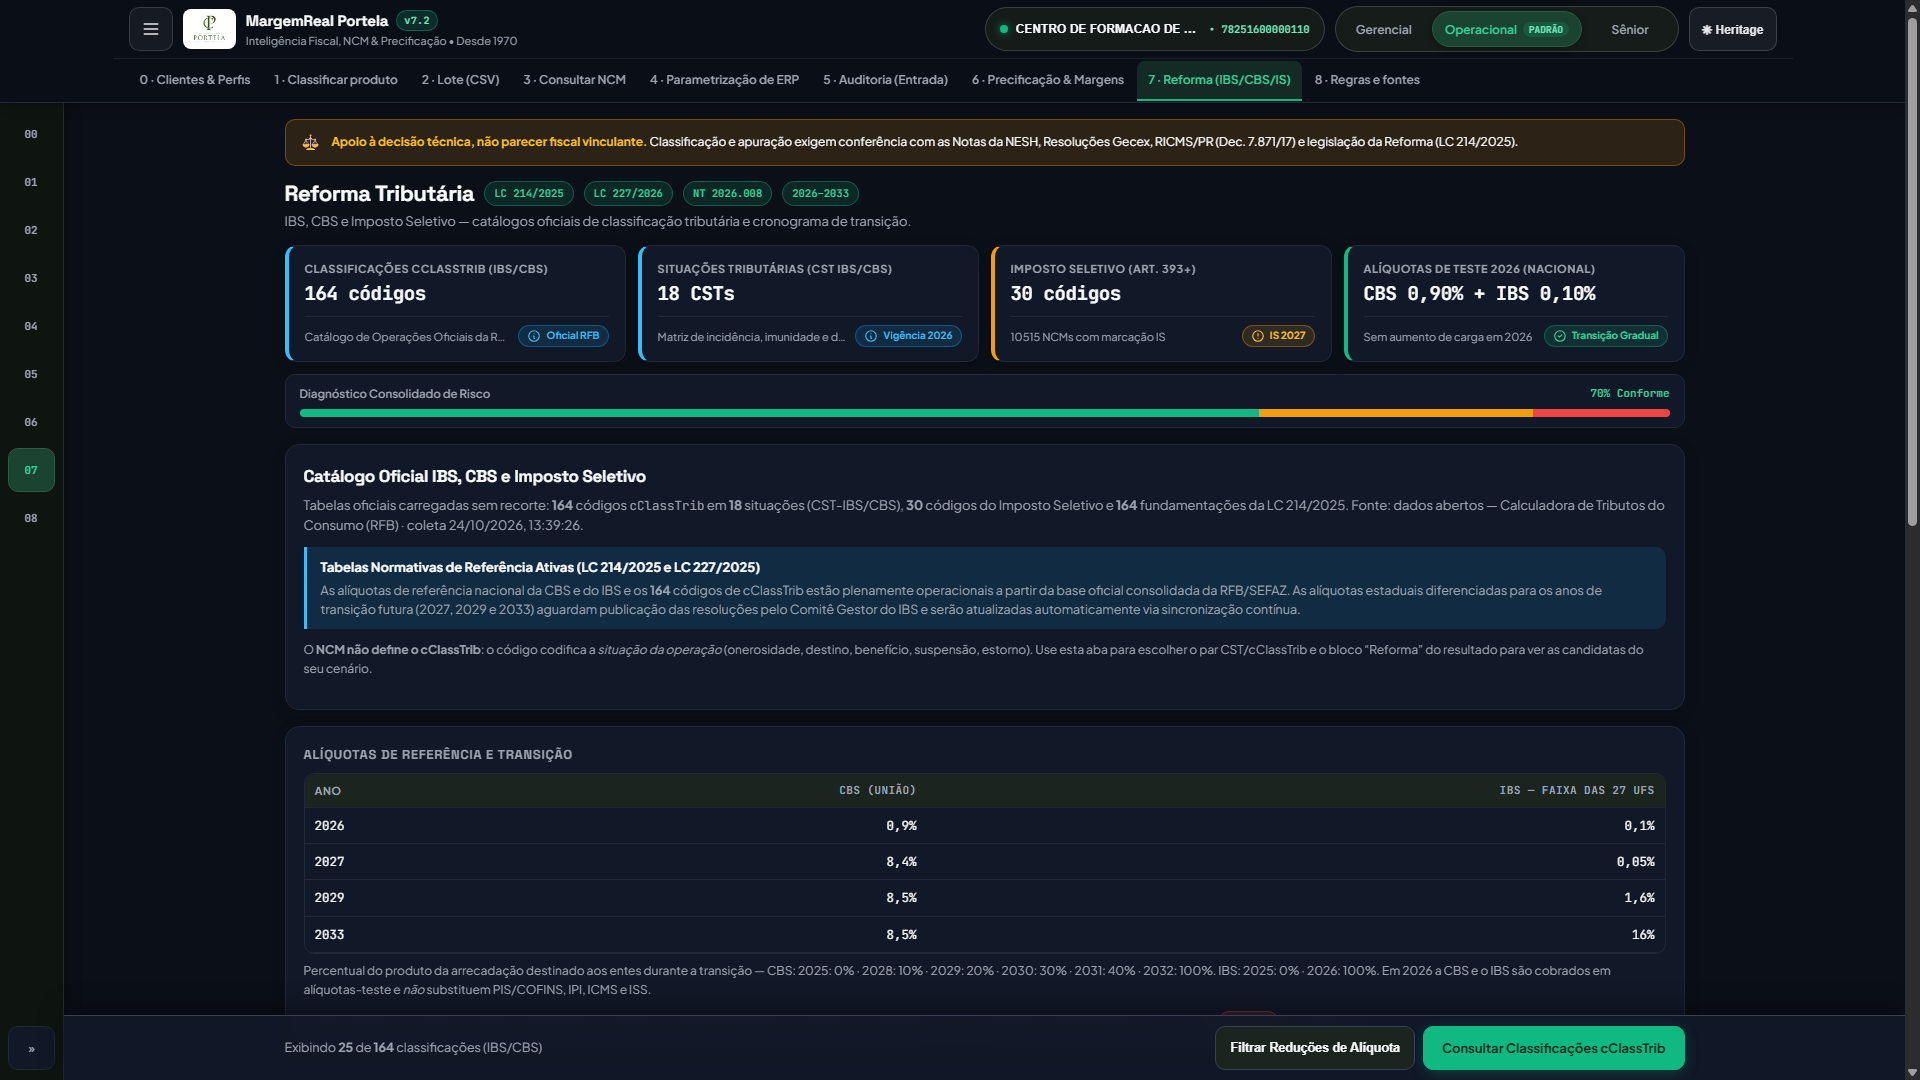 PORTELA
MargemReal Portela v7.2
Inteligência Fiscal, NCM & Precificação • Desde 1970
CENTRO DE FORMACAO DE ... • 78251600000110
Gerencial
Operacional PADRÃO
Sênior
Heritage
0 · Clientes & Perfis
1 · Classificar produto
2 · Lote (CSV)
3 · Consultar NCM
4 · Parametrização de ERP
5 · Auditoria (Entrada)
6 · Precificação & Margens
7 · Reforma (IBS/CBS/IS)
8 · Regras e fontes
00
01
02
03
04
05
06
07
08
»
Apoio à decisão técnica, não parecer fiscal vinculante. Classificação e apuração exigem conferência com as Notas da NESH, Resoluções Gecex, RICMS/PR (Dec. 7.871/17) e legislação da Reforma (LC 214/2025).
Reforma Tributária LC 214/2025 LC 227/2026 NT 2026.008 2026–2033
IBS, CBS e Imposto Seletivo — catálogos oficiais de classificação tributária e cronograma de transição.
CLASSIFICAÇÕES CCLASSTRIB (IBS/CBS)
164 códigos
Catálogo de Operações Oficiais da R... Oficial RFB
SITUAÇÕES TRIBUTÁRIAS (CST IBS/CBS)
18 CSTs
Matriz de incidência, imunidade e d... Vigência 2026
IMPOSTO SELETIVO (ART. 393+)
30 códigos
10515 NCMs com marcação IS IS 2027
ALÍQUOTAS DE TESTE 2026 (NACIONAL)
CBS 0,90% + IBS 0,10%
Sem aumento de carga em 2026 Transição Gradual
Diagnóstico Consolidado de Risco 70% Conforme
Catálogo Oficial IBS, CBS e Imposto Seletivo
Tabelas oficiais carregadas sem recorte: 164 códigos cClassTrib em 18 situações (CST-IBS/CBS), 30 códigos do Imposto Seletivo e 164 fundamentações da LC 214/2025. Fonte: dados abertos — Calculadora de Tributos do
Consumo (RFB) · coleta 24/10/2026, 13:39:26.
Tabelas Normativas de Referência Ativas (LC 214/2025 e LC 227/2025)
As alíquotas de referência nacional da CBS e do IBS e os 164 códigos de cClassTrib estão plenamente operacionais a partir da base oficial consolidada da RFB/SEFAZ. As alíquotas estaduais diferenciadas para os anos de
transição futura (2027, 2029 e 2033) aguardam publicação das resoluções pelo Comitê Gestor do IBS e serão atualizadas automaticamente via sincronização contínua.
O NCM não define o cClassTrib: o código codifica a situação da operação (onerosidade, destino, benefício, suspensão, estorno). Use esta aba para escolher o par CST/cClassTrib e o bloco "Reforma" do resultado para ver as candidatas do
seu cenário.
ALÍQUOTAS DE REFERÊNCIA E TRANSIÇÃO
ANO CBS (UNIÃO) IBS — FAIXA DAS 27 UFS
2026 0,9% 0,1%
2027 8,4% 0,05%
2029 8,5% 1,6%
2033 8,5% 16%
Percentual do produto da arrecadação destinado aos entes durante a transição — CBS: 2025: 0% · 2028: 10% · 2029: 20% · 2030: 30% · 2031: 40% · 2032: 100%. IBS: 2025: 0% · 2026: 100%. Em 2026 a CBS e o IBS são cobrados em
alíquotas-teste e não substituem PIS/COFINS, IPI, ICMS e ISS.
Exibindo 25 de 164 classificações (IBS/CBS)
Filtrar Reduções de Alíquota
Consultar Classificações cClassTrib